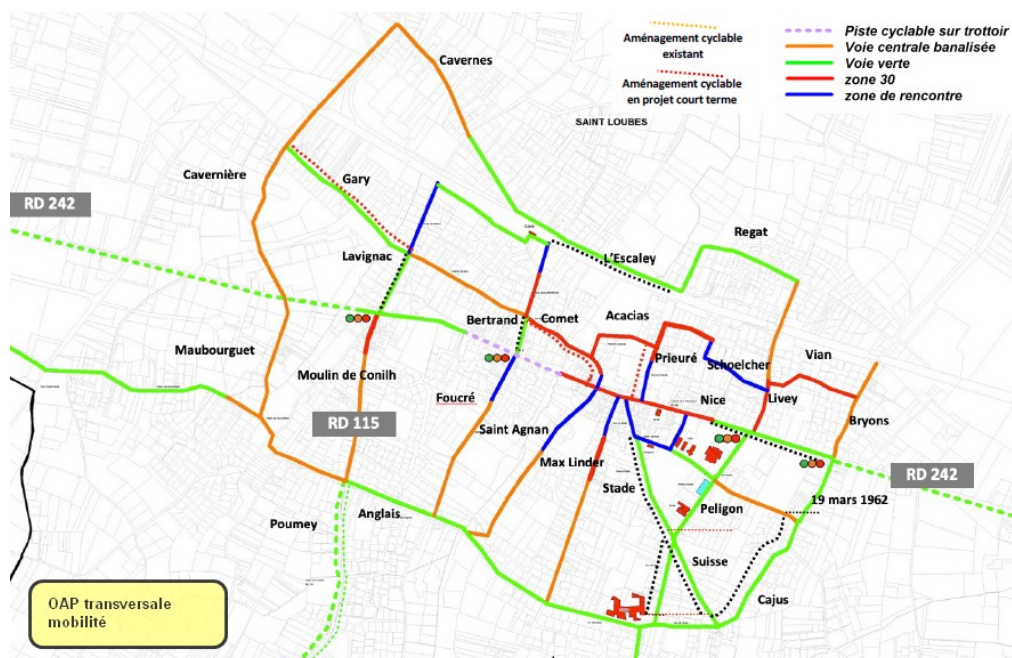 Aménagement cyclable
existant
Aménagement cyclable
en projet court terme
Piste cyclable sur trottoir
Voie centrale banalisée
Voie verte
zone 30
zone de rencontre
Cavernes
SAINT LOUBES
Cavernière
Gary
RD 242
Regat
Lavignac
L'Escaley
Acacias
Bertrand
Comet
Maubourguet
Prieuré
Schoelcher
Vian
Moulin de Conilh
Foucré
Nice
Livey
Bryons
RD 115
Saint Agnan
Max Linder
RD 242
Stade
19 mars 1962
Peligon
Anglais
Poumey
Suisse
Cajus
OAP transversale
mobilité